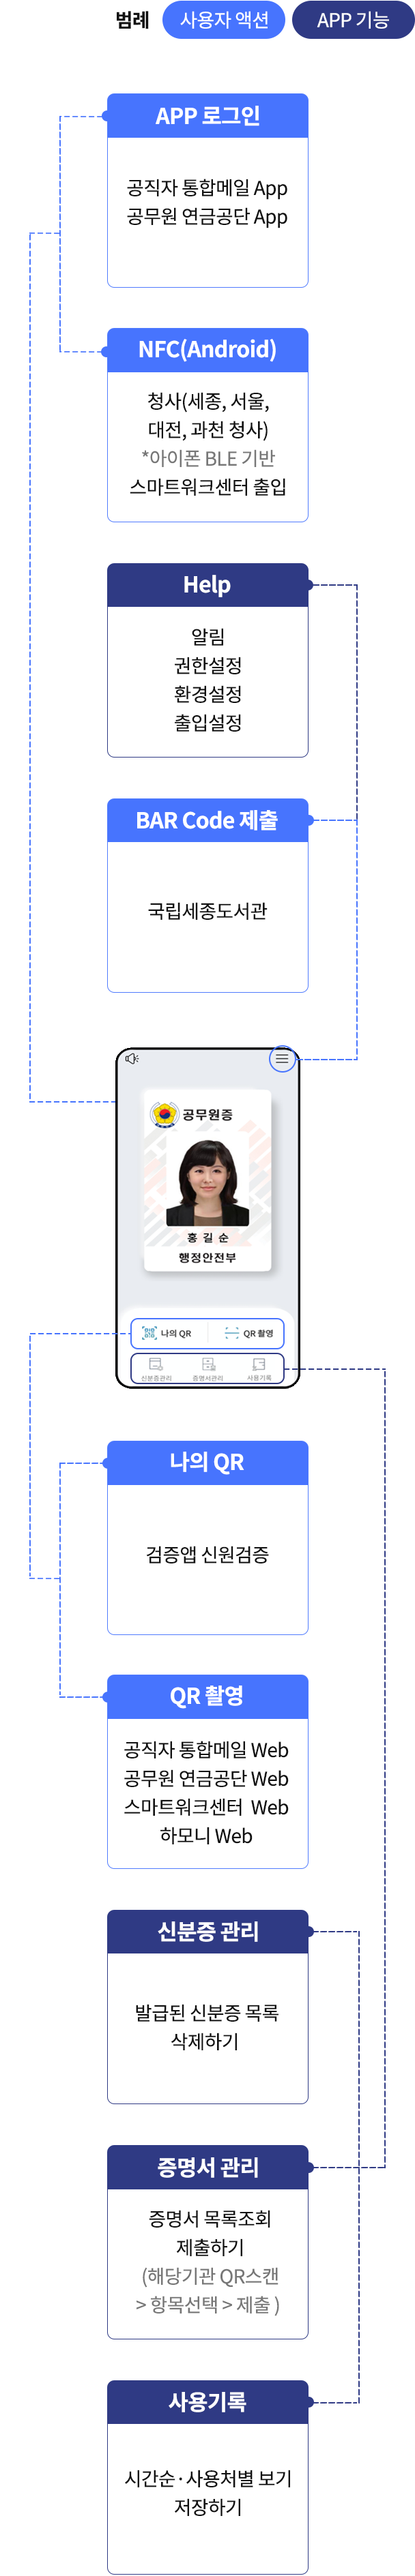 범례 사용자 액션 APP 기능
APP 로그인
공직자 통합메일 App
공무원 연금공단 App
NFC(Android)
청사(세종, 서울,
대전, 과천 청사)
*아이폰 BLE 기반
스마트워크센터 출입
Help
알림
권한설정
환경설정
출입설정
BAR Code 제출
국립세종도서관
공무원증
홍 길 순
행정안전부
나의 QR QR 촬영
신분증관리 증명서관리 사용기록
나의 QR
검증앱 신원검증
QR 촬영
공직자 통합메일 Web
공무원 연금공단 Web
스마트워크센터 Web
하모니 Web
신분증 관리
발급된 신분증 목록
삭제하기
증명서 관리
증명서 목록조회
제출하기
(해당기관 QR스캔
> 항목선택 > 제출 )
사용기록
시간순·사용처별 보기
저장하기